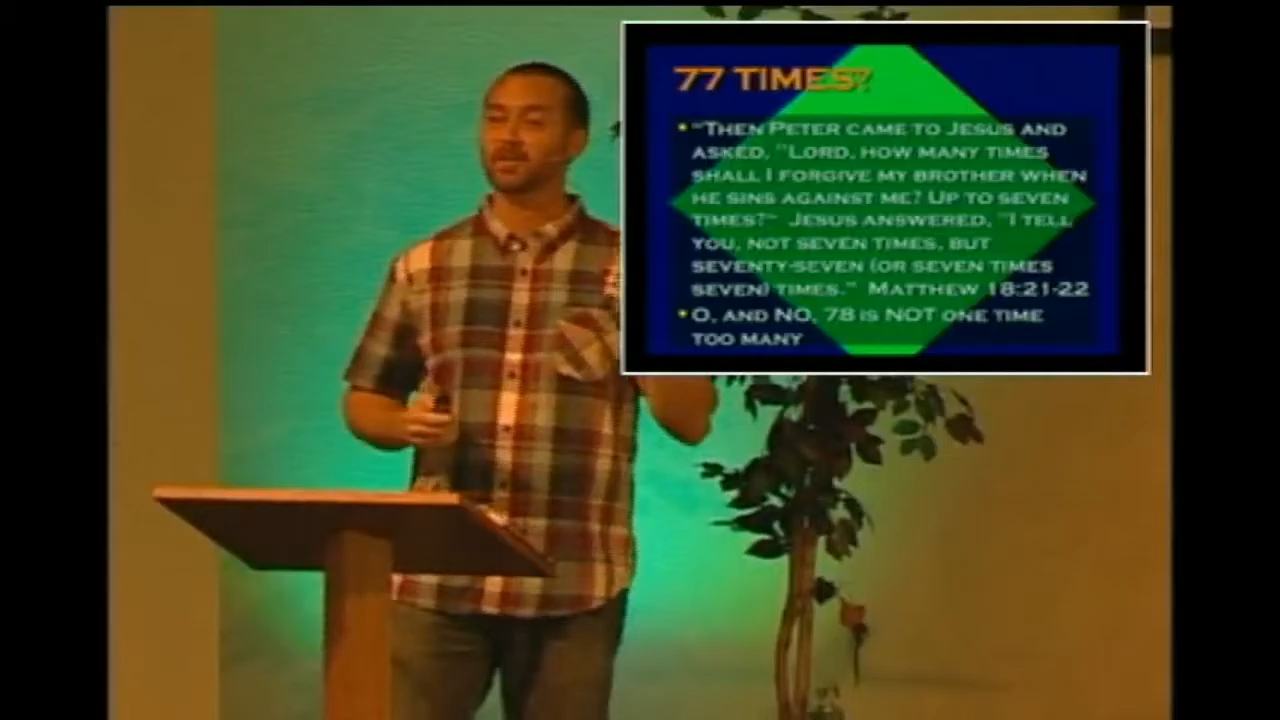 77 TIMES?
• "THEN PETER CAME TO JESUS AND
ASKED, "LORD, HOW MANY TIMES
SHALL I FORGIVE MY BROTHER WHEN
HE SINS AGAINST ME? UP TO SEVEN
TIMES?" JESUS ANSWERED, "I TELL
YOU, NOT SEVEN TIMES, BUT
SEVENTY-SEVEN (OR SEVEN TIMES
SEVEN) TIMES." MATTHEW 18:21-22
• O, AND NO, 78 IS NOT ONE TIME
TOO MANY